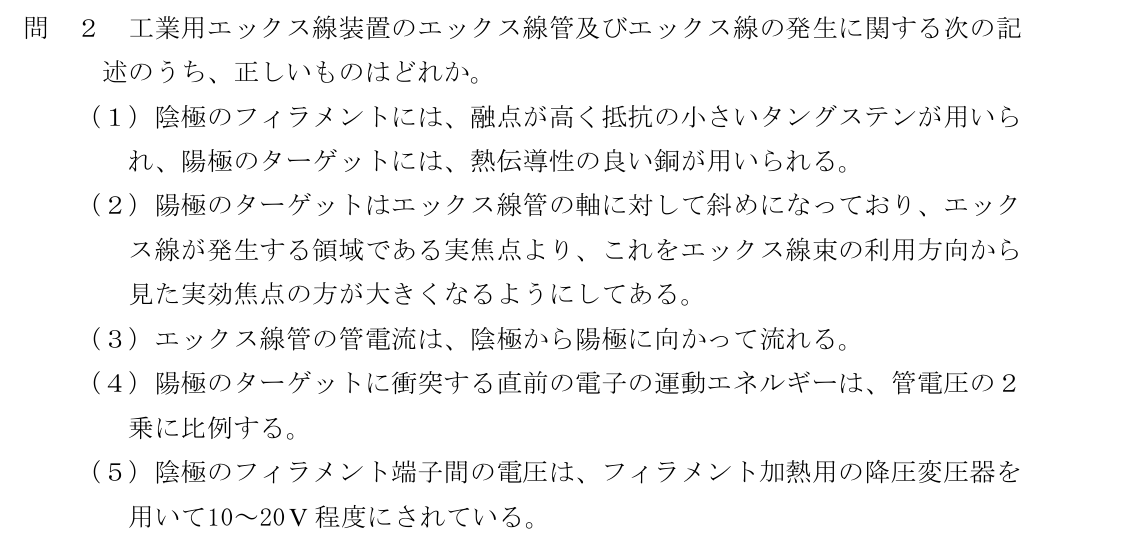 問　２　工業用エックス線装置のエックス線管及びエックス線の発生に関する次の記
述のうち、正しいものはどれか。
（１）陰極のフィラメントには、融点が高く抵抗の小さいタングステンが用いら
れ、陽極のターゲットには、熱伝導性の良い銅が用いられる。
（２）陽極のターゲットはエックス線管の軸に対して斜めになっており、エック
ス線が発生する領域である実焦点より、これをエックス線束の利用方向から
見た実効焦点の方が大きくなるようにしてある。
（３）エックス線管の管電流は、陰極から陽極に向かって流れる。
（４）陽極のターゲットに衝突する直前の電子の運動エネルギーは、管電圧の２
乗に比例する。
（５）陰極のフィラメント端子間の電圧は、フィラメント加熱用の降圧変圧器を
用いて10～20Ｖ程度にされている。